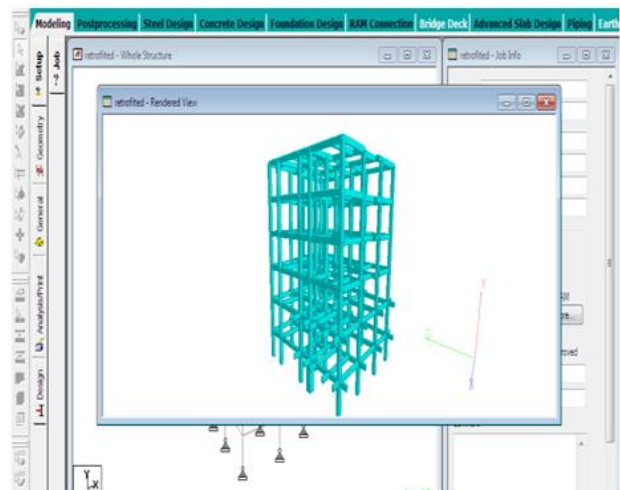 Modeling Postprocessing Steel Design Concrete Design Foundation Design RAM Connection Bridge Deck Advanced Slab Design Piping Earth
retrofited - Whole Structure
retrofited - Job Info
retrofited - Rendered View
Setup
Job
Geometry
General
Analysis/Print
Design
Y
X